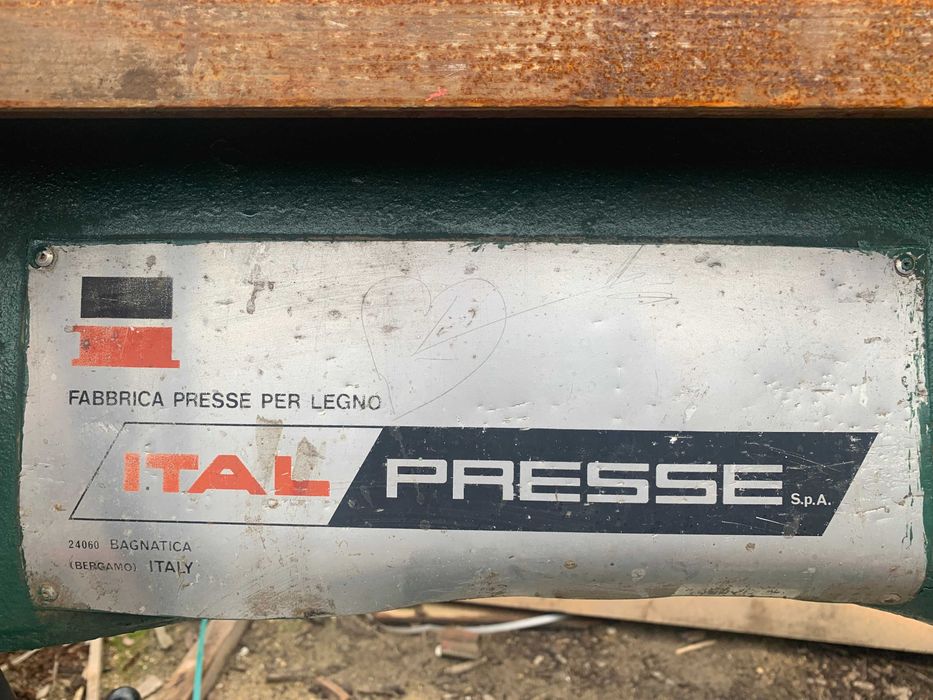 FABBRICA PRESSE PER LEGNO
ITAL PRESSE S.p.A.
24060 BAGNATICA
(BERGAMO) ITALY